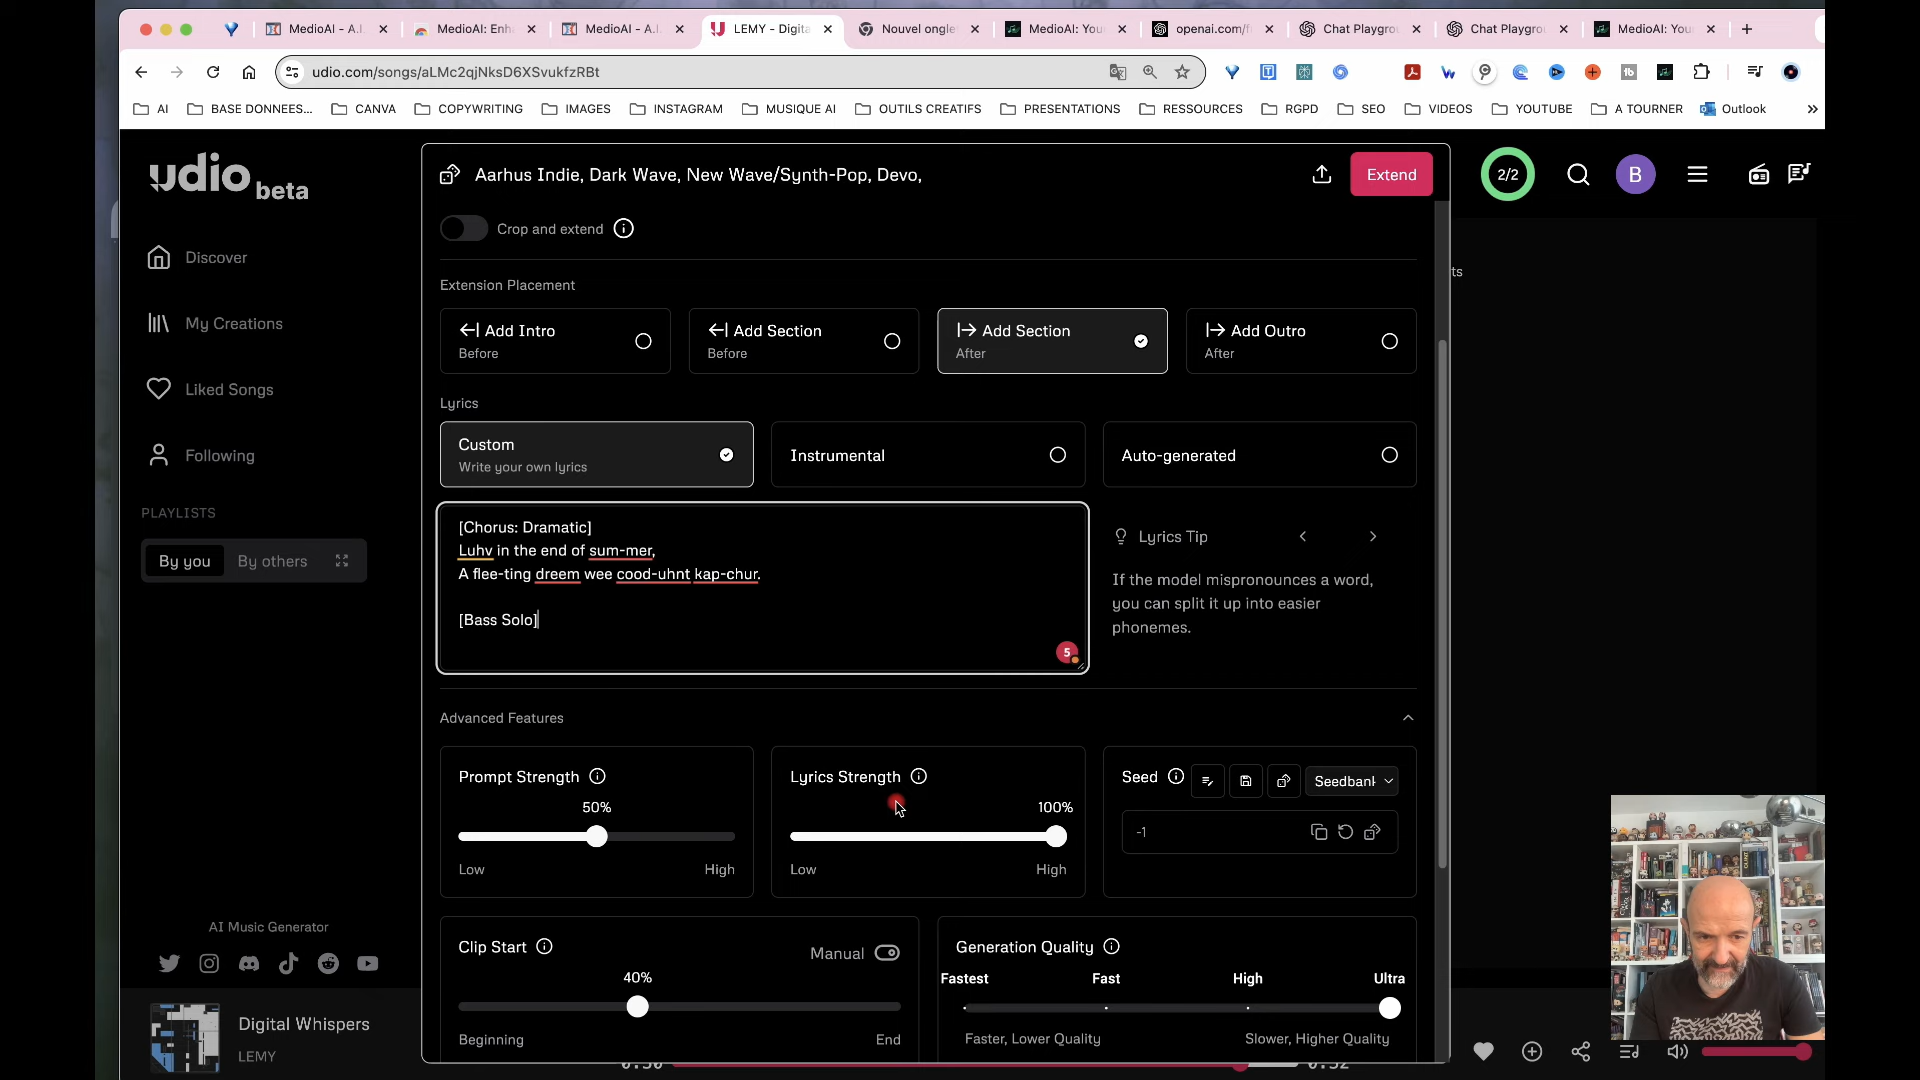 MedioAI - A.I.
MedioAI: Enh
MedioAI - A.I.
LEMY - Digita
Nouvel ongle
MedioAI: You
openai.com/f
Chat Playgro
Chat Playgro
MedioAI: You
udio.com/songs/aLMc2qjNksD6XSvukfzRBt
AI
BASE DONNEES...
CANVA
COPYWRITING
IMAGES
INSTAGRAM
MUSIQUE AI
OUTILS CREATIFS
PRESENTATIONS
RESSOURCES
RGPD
SEO
VIDEOS
YOUTUBE
A TOURNER
Outlook
udio beta
Aarhus Indie, Dark Wave, New Wave/Synth-Pop, Devo,
Extend
2/2
B
Discover
My Creations
Liked Songs
Following
PLAYLISTS
By you
By others
Crop and extend
ts
Extension Placement
Add Intro
Before
Add Section
Before
Add Section
After
Add Outro
After
Lyrics
Custom
Write your own lyrics
Instrumental
Auto-generated
[Chorus: Dramatic]
Luhv in the end of sum-mer,
A flee-ting dreem wee cood-uhnt kap-chur.
[Bass Solo]
5
Lyrics Tip
If the model mispronounces a word,
you can split it up into easier
phonemes.
Advanced Features
Prompt Strength
50%
Low
High
Lyrics Strength
100%
Low
High
Seed
Seedbank
-1
Clip Start
Manual
40%
Beginning
End
Generation Quality
Fastest
Fast
High
Ultra
Faster, Lower Quality
Slower, Higher Quality
AI Music Generator
Digital Whispers
LEMY
0:30
0:32